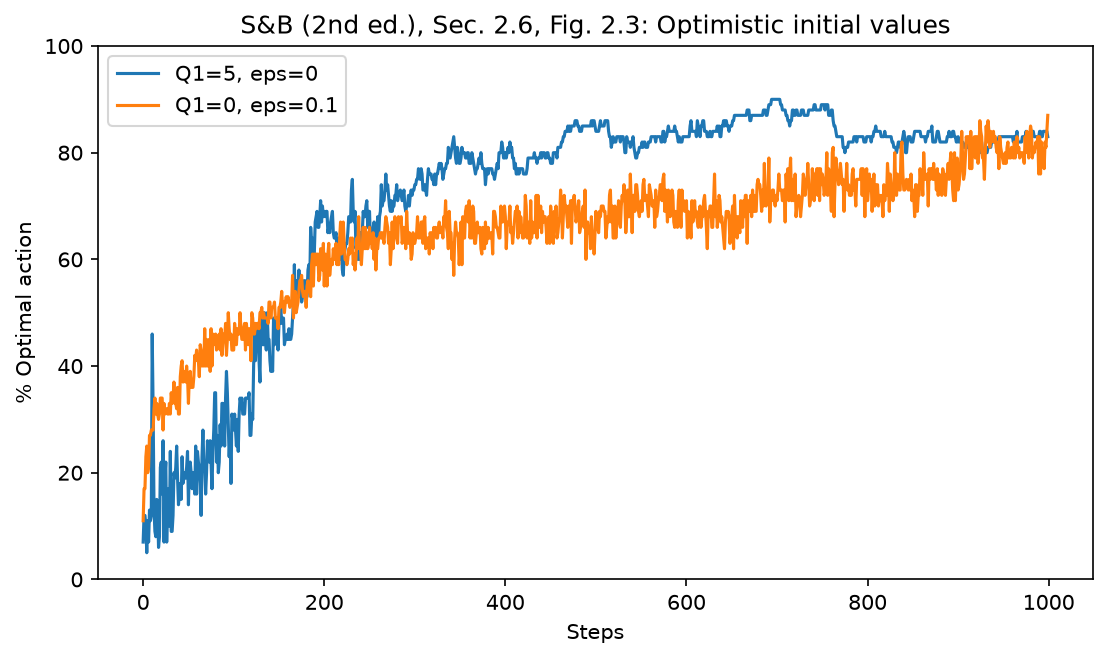 S&B (2nd ed.), Sec. 2.6, Fig. 2.3: Optimistic initial values
Q1=5, eps=0
Q1=0, eps=0.1
% Optimal action
100
80
60
40
20
0
0 200 400 600 800 1000
Steps